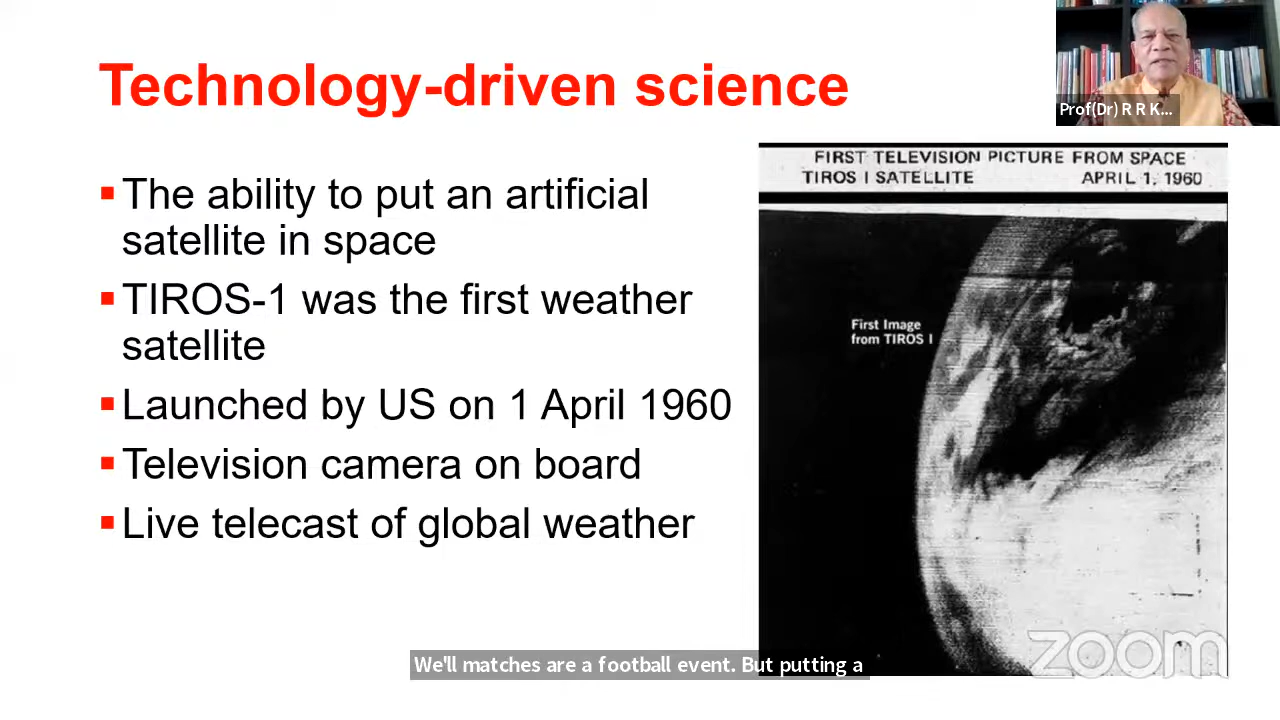 Technology-driven science
Prof(Dr) R R K...
▪The ability to put an artificial
satellite in space
▪TIROS-1 was the first weather
satellite
▪Launched by US on 1 April 1960
▪Television camera on board
▪Live telecast of global weather
FIRST TELEVISION PICTURE FROM SPACE
TIROS I SATELLITE APRIL 1, 1960
First Image
from TIROS I
zoom
We'll matches are a football event. But putting a